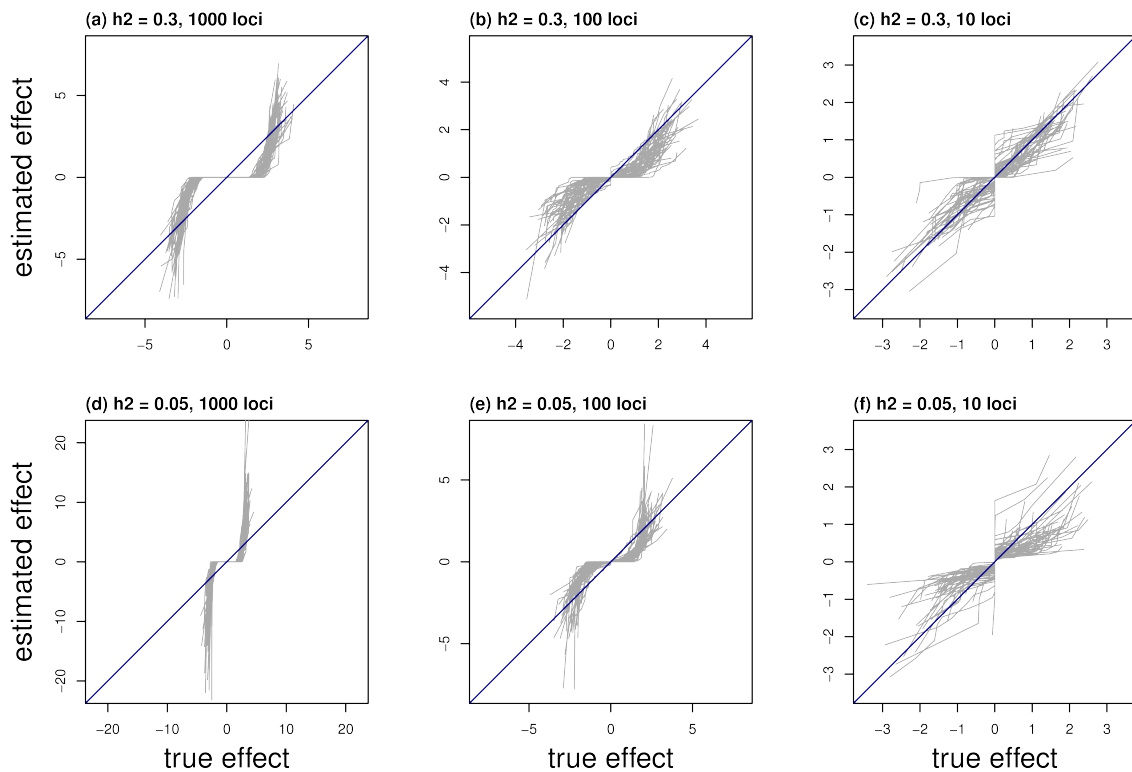 (a) h2 = 0.3, 1000 loci
(b) h2 = 0.3, 100 loci
(c) h2 = 0.3, 10 loci
estimated effect
5
0
−5
−5 0 5
4
2
0
−2
−4
−4 −2 0 2 4
3
2
1
0
−1
−2
−3
−3 −2 −1 0 1 2 3
(d) h2 = 0.05, 1000 loci
(e) h2 = 0.05, 100 loci
(f) h2 = 0.05, 10 loci
estimated effect
20
10
0
−10
−20
−20 −10 0 10 20
5
0
−5
−5 0 5
3
2
1
0
−1
−2
−3
−3 −2 −1 0 1 2 3
true effect
true effect
true effect